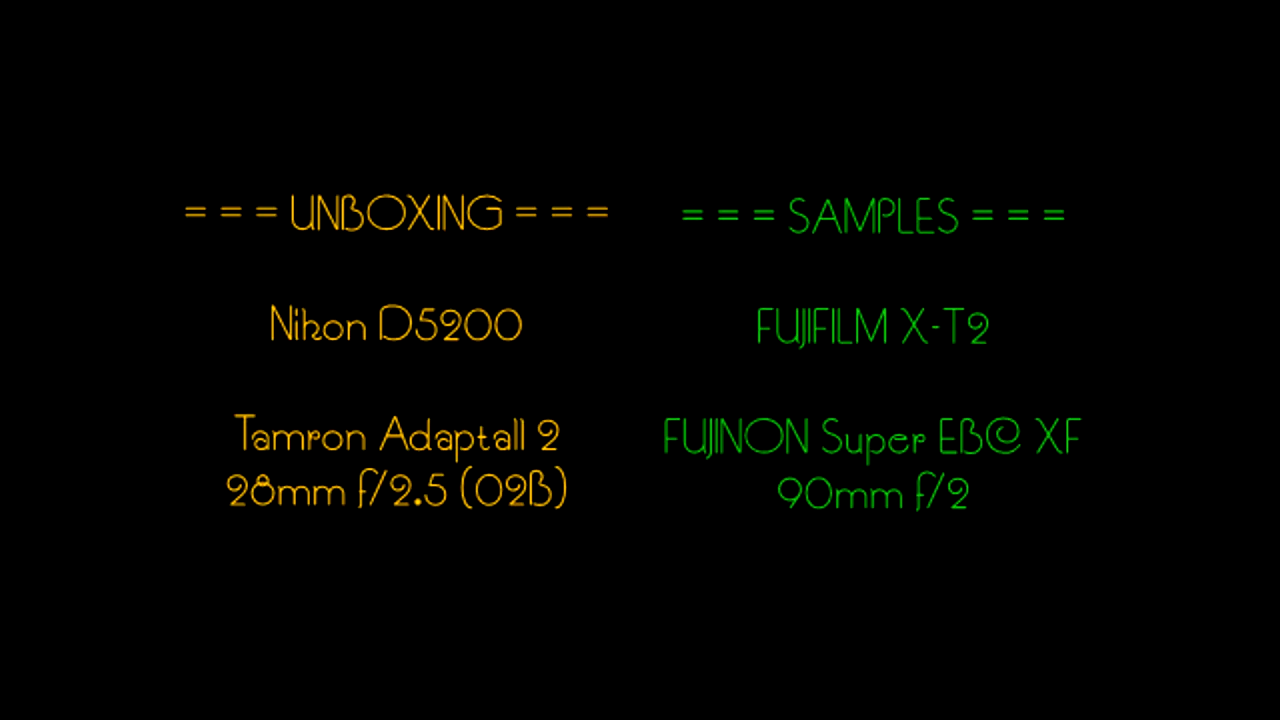 = = = UNBOXING = = =
Nikon D5200
Tamron Adaptall 2
28mm f/2.5 (02B)
= = = SAMPLES = = =
FUJIFILM X-T2
FUJINON Super EBC XF
90mm f/2